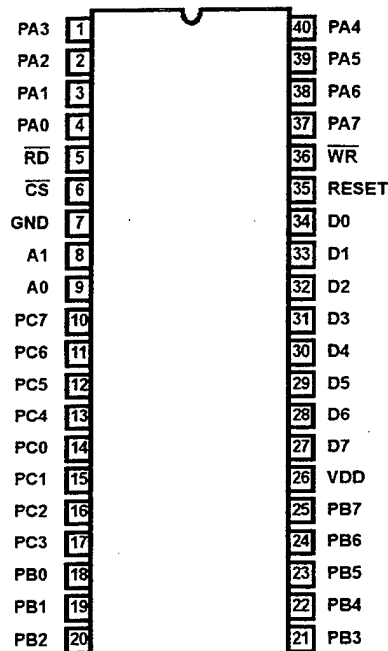 PA3 1 40 PA4
PA2 2 39 PA5
PA1 3 38 PA6
PA0 4 37 PA7
RD 5 36 WR
CS 6 35 RESET
GND 7 34 D0
A1 8 33 D1
A0 9 32 D2
PC7 10 31 D3
PC6 11 30 D4
PC5 12 29 D5
PC4 13 28 D6
PC0 14 27 D7
PC1 15 26 VDD
PC2 16 25 PB7
PC3 17 24 PB6
PB0 18 23 PB5
PB1 19 22 PB4
PB2 20 21 PB3